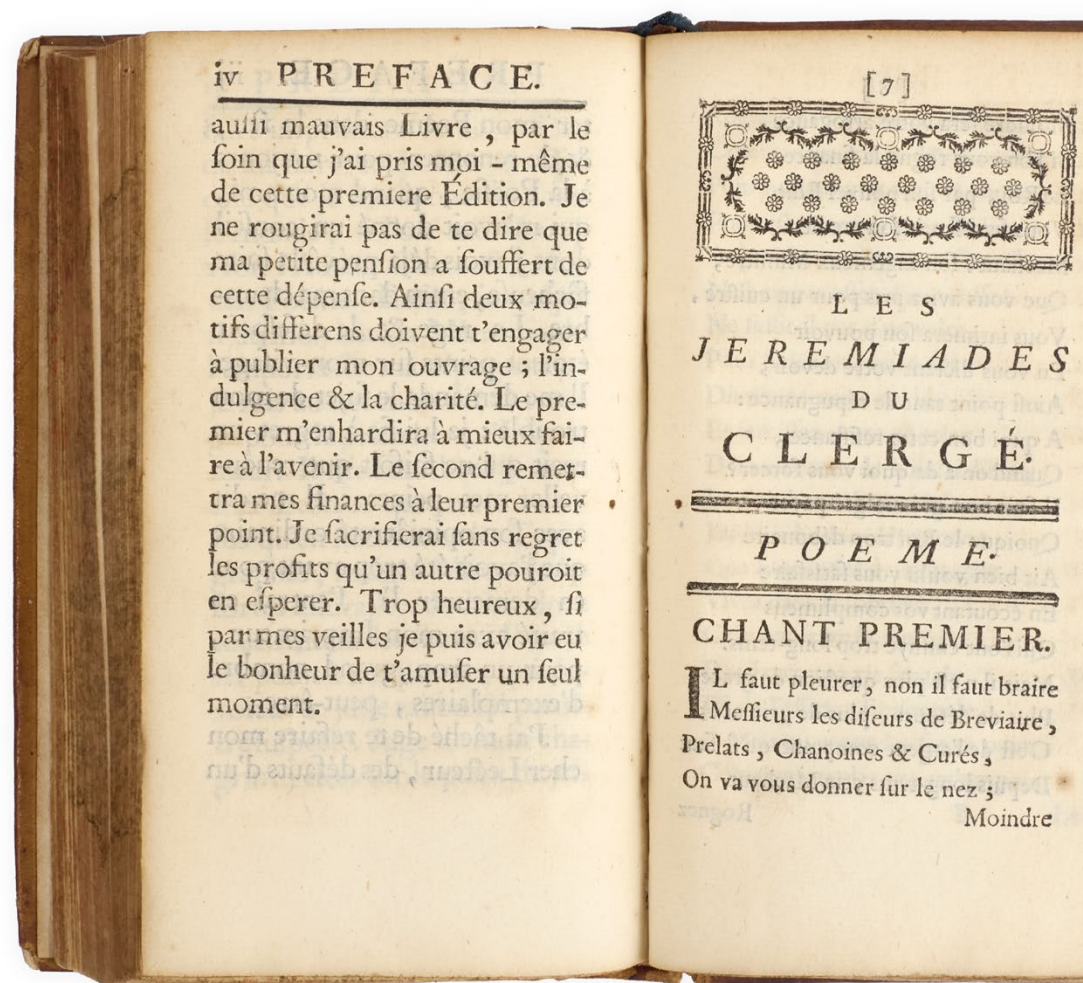 iv PREFACE.
aussi mauvais Livre , par le
ſoin que j'ai pris moi - même
de cette premiere Édition. Je
ne rougirai pas de te dire que
ma petite penſion a ſouffert de
cette dépenſe. Ainſi deux mo-
tifs differens doivent t'engager
à publier mon ouvrage ; l'in-
dulgence & la charité. Le pre-
mier m'enhardira à mieux fai-
re à l'avenir. Le ſecond remet-
tra mes finances à leur premier
point. Je ſacrifierai ſans regret
les profits qu'un autre pouroit
en eſperer. Trop heureux , ſi
par mes veilles je puis avoir eu
le bonheur de t'amuſer un ſeul
moment.
[7]
LES
JEREMIADES
DU
CLERGÉ.
POEME.
CHANT PREMIER.
IL faut pleurer, non il faut braire
Meſſieurs les diſeurs de Breviaire,
Prelats , Chanoines & Curés,
On va vous donner ſur le nez ;
Moindre